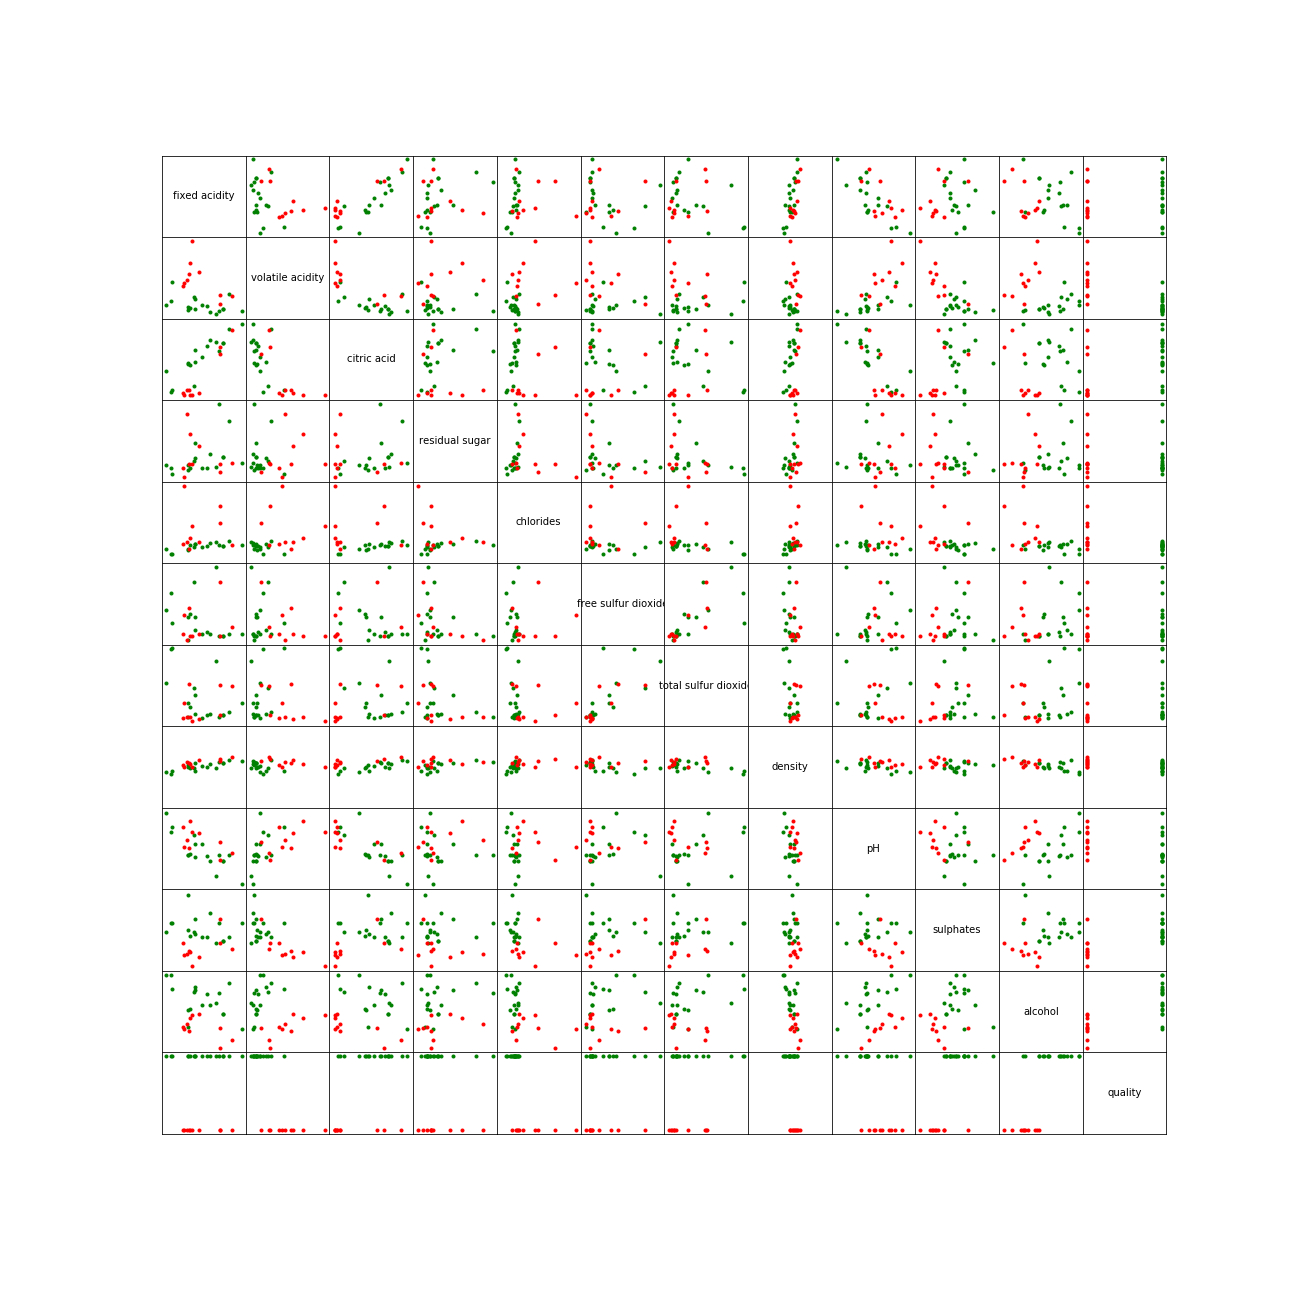 fixed acidity
volatile acidity
citric acid
residual sugar
chlorides
free sulfur dioxide
total sulfur dioxide
density
pH
sulphates
alcohol
quality